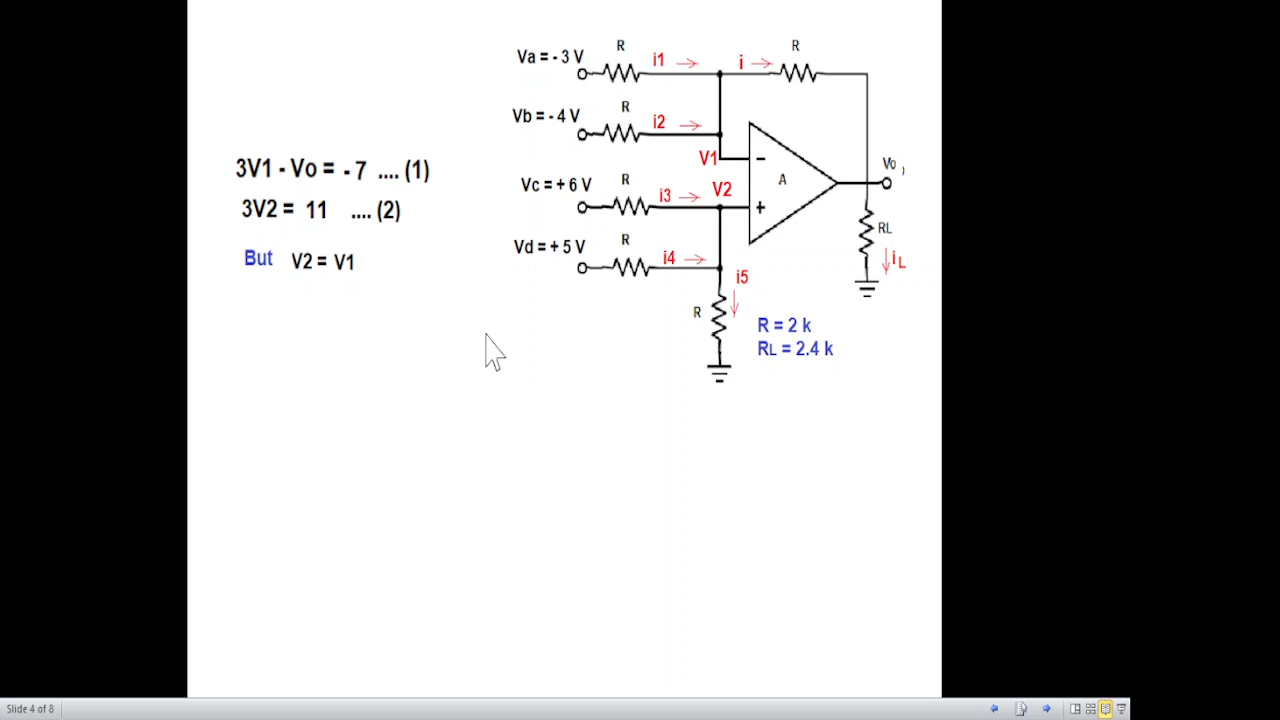 Va = - 3 V
R
i1
i
R
Vb = - 4 V
R
i2
V1
-
A
Vo ,
3V1 - Vo = - 7 .... (1)
3V2 = 11 .... (2)
But V2 = V1
Vc = + 6 V
R
i3
V2
+
RL
iL
Vd = + 5 V
R
i4
i5
R
R = 2 k
RL = 2.4 k
Slide 4 of 8